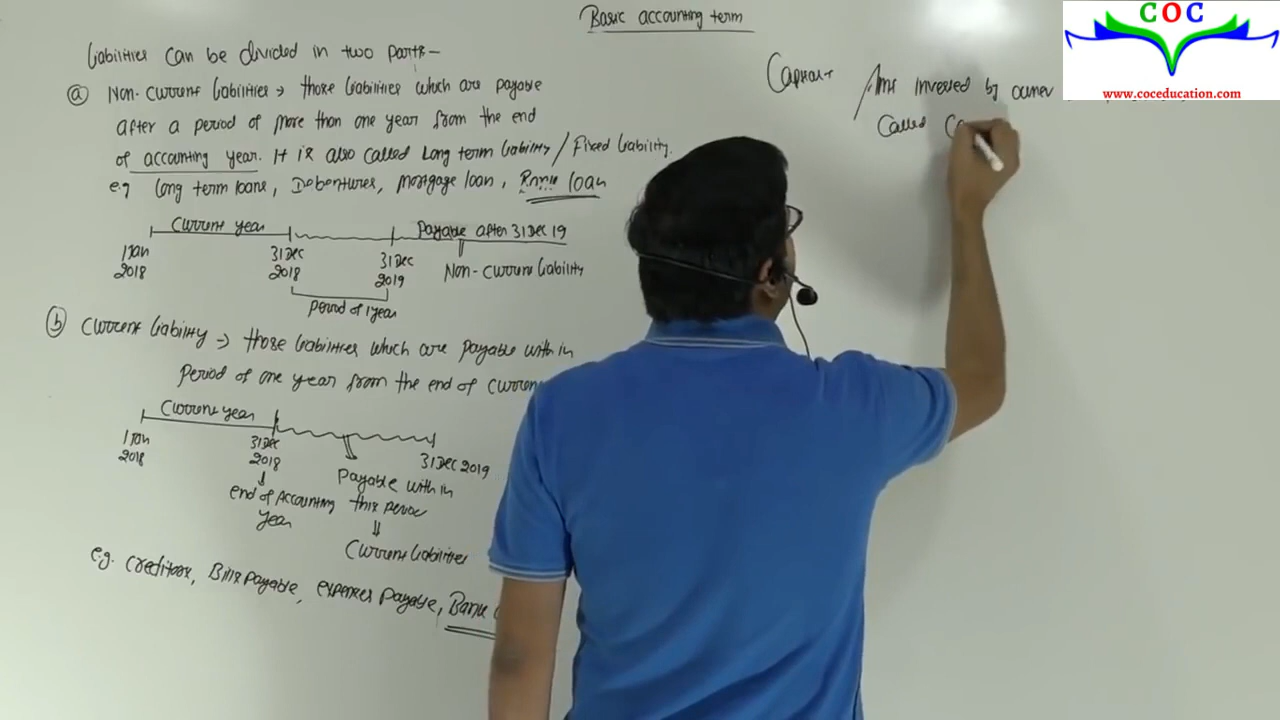 Basic accounting term
COC
www.coceducation.com
Liabilities can be divided in two parts -
(a) Non-Current Liabilities → those liabilities which are payable
after a period of more than one year from the end
of accounting year. It is also called Long term liability / Fixed liability.
e.g Long term loans, Debentures, Mortgage loan, Bank loan
Current year
Payable after 31 Dec 19
1 Jan 2018
31 Dec 2018
31 Dec 2019
Non-current liability
Period of 1 year
(b) Current liability → those liabilities which are payable with in
Period of one year from the end of current
Current year
1 Jan 2018
31 Dec 2018
31 Dec 2019
end of Accounting year
Payable with in this period
Current liabilities
e.g. creditors, Bills payable, expenses payable, Bank
Capital
Amt invested by owner
Called